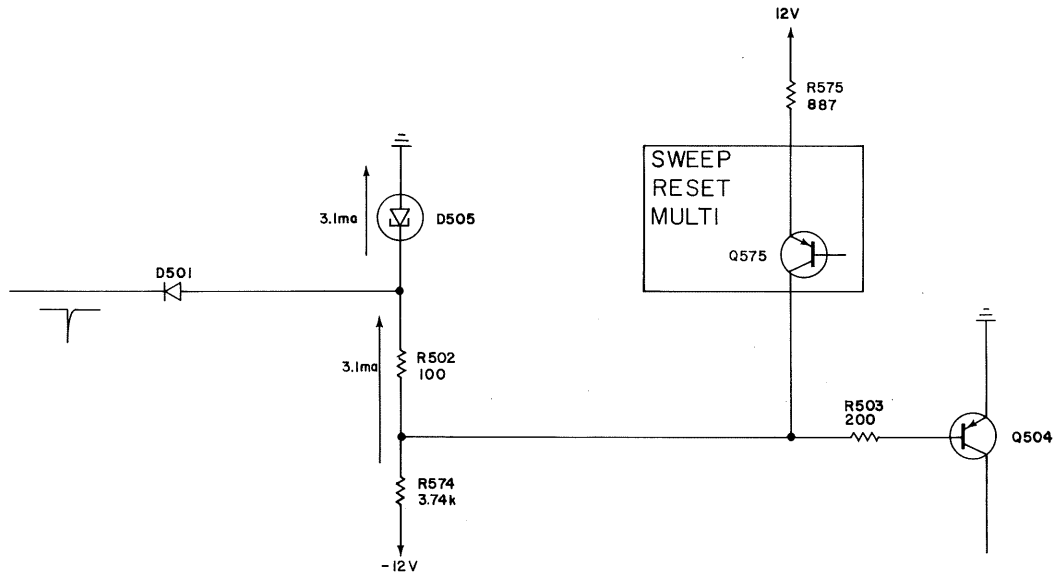 12V
R575
887
SWEEP
RESET
MULTI
3.1ma
D505
Q575
D501
3.1ma
R502
100
R503
200
Q504
R574
3.74k
-12V